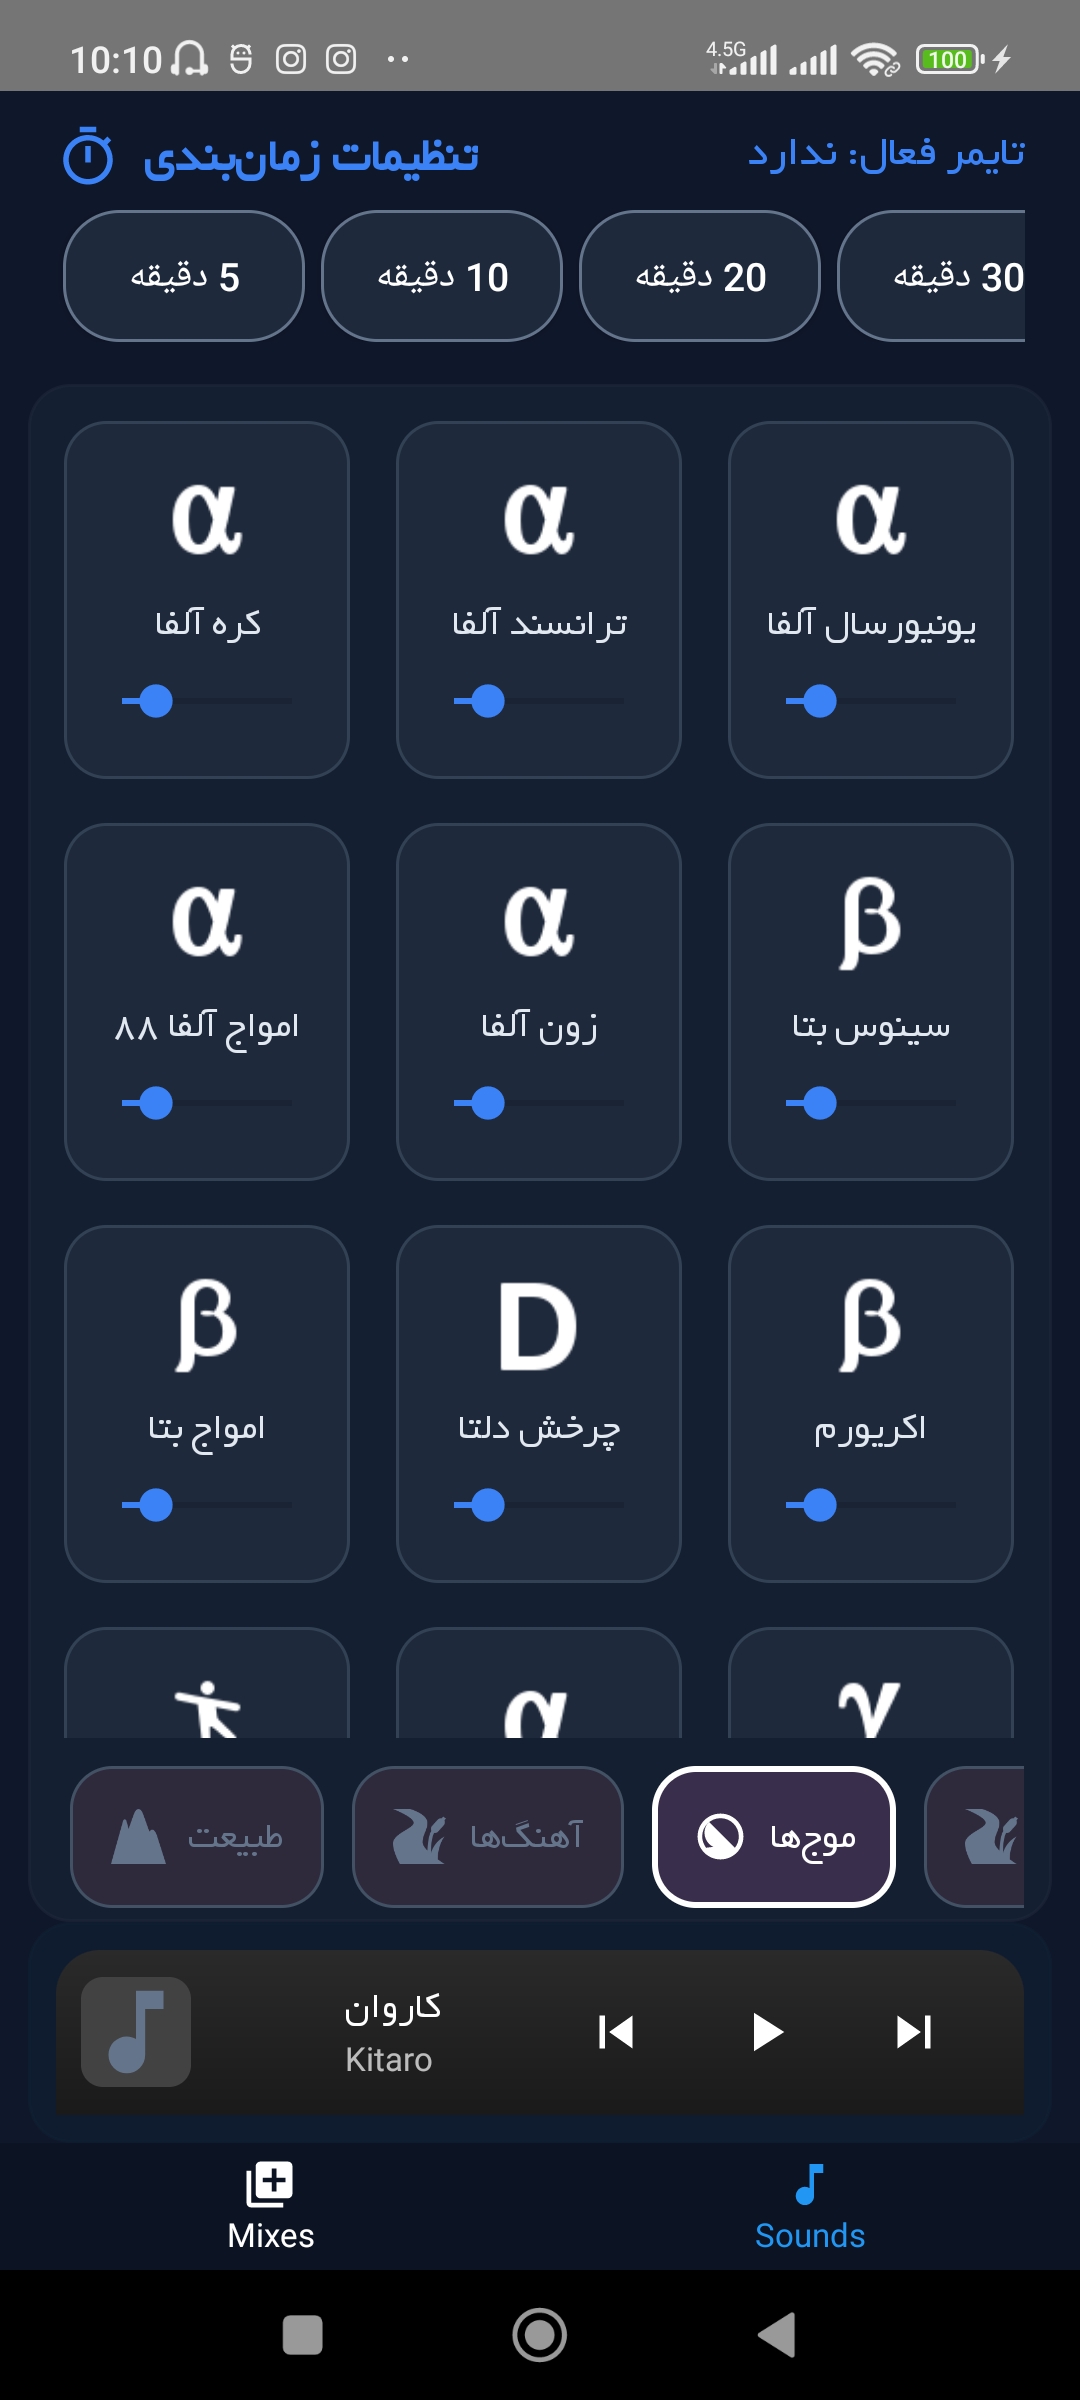 10:10
4.5G
100
تنظیمات زمان‌بندی
تایمر فعال: ندارد
5 دقیقه
10 دقیقه
20 دقیقه
30 دقیقه
α
α
α
کره آلفا
ترانسند آلفا
یونیورسال آلفا
α
α
β
امواج آلفا ۸۸
زون آلفا
سینوس بتا
β
D
β
امواج بتا
چرخش دلتا
اکریورم
α
γ
طبیعت
آهنگ‌ها
موج‌ها
کاروان
Kitaro
Mixes
Sounds